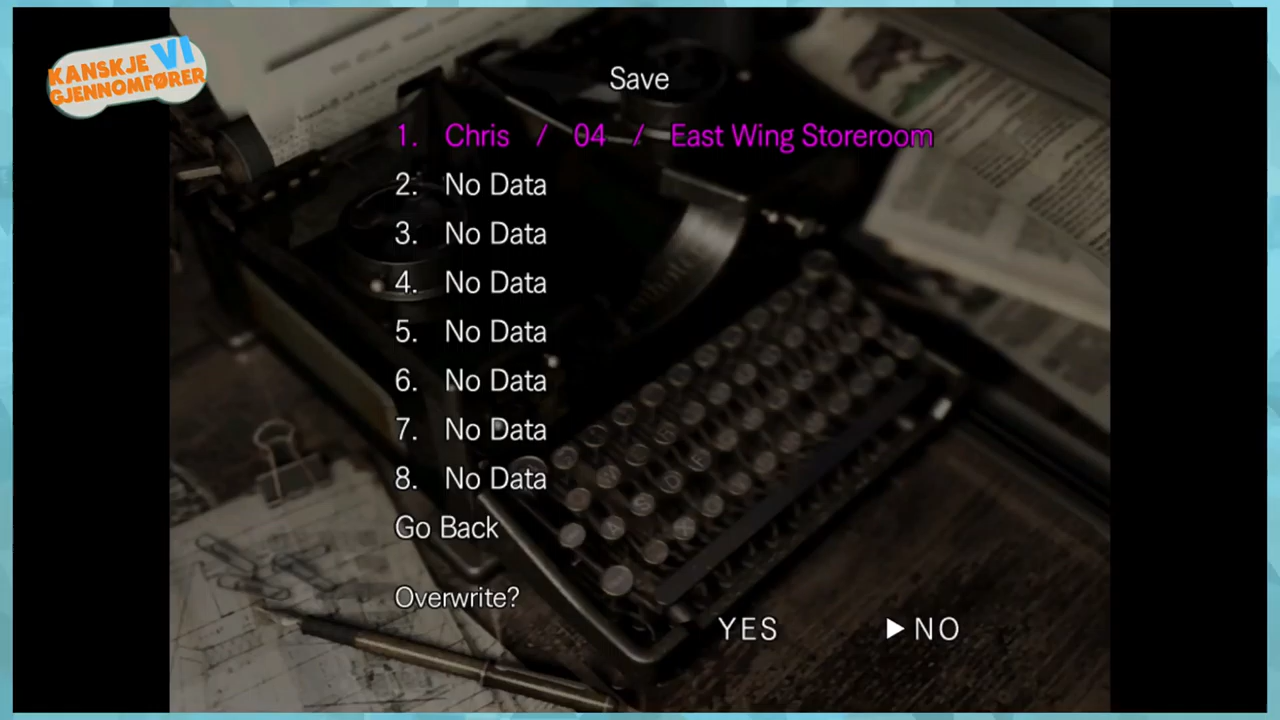 KANSKJE VI
GJENNOMFØRER
Save
1. Chris / 04 / East Wing Storeroom
2. No Data
3. No Data
4. No Data
5. No Data
6. No Data
7. No Data
8. No Data
Go Back
Overwrite?
YES ▶NO